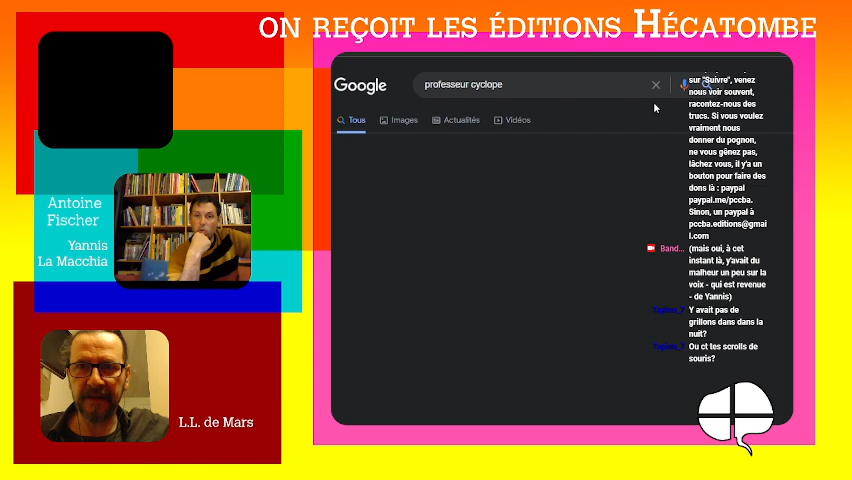 on reçoit les éditions Hécatombe
Google
professeur cyclope
Tous
Images
Actualités
Vidéos
sur "Suivre", venez
nous voir souvent,
racontez-nous des
trucs. Si vous voulez
vraiment nous
donner du pognon,
ne vous gênez pas,
lâchez vous, il y'a un
bouton pour faire des
dons là : paypal
paypal.me/pccba.
Sinon, un paypal à
pccba.editions@gmai
l.com
Band... (mais oui, à cet
instant là, y'avait du
malheur un peu sur la
voix - qui est revenue
- de Yannis)
Y avait pas de
grillons dans dans la
nuit?
Ou ct tes scrolls de
souris?
Antoine
Fischer
Yannis
La Macchia
L.L. de Mars